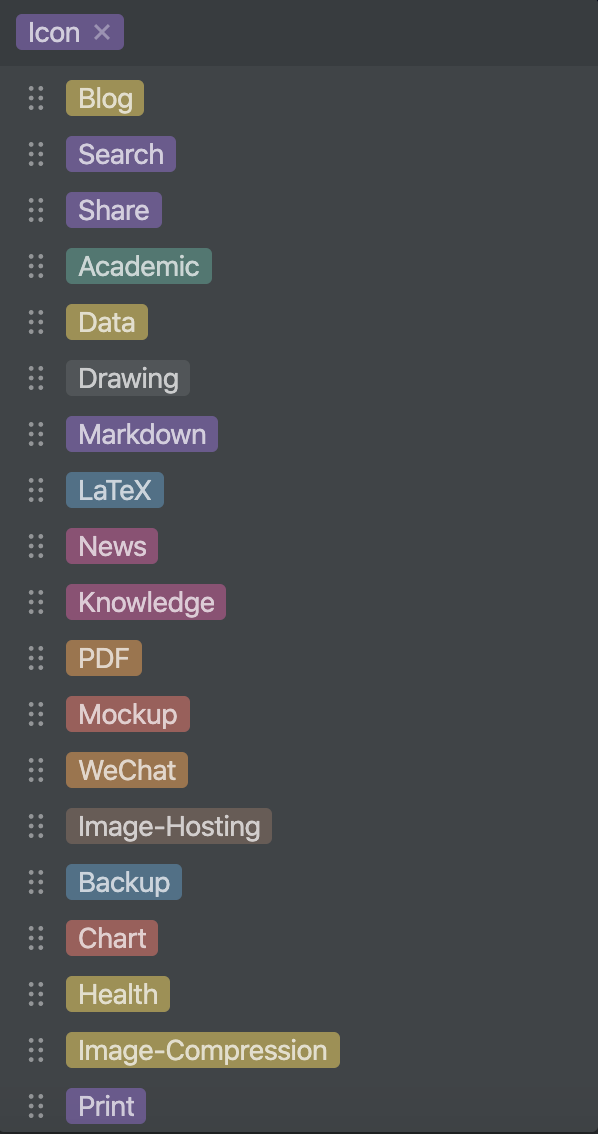 Icon
Blog
Search
Share
Academic
Data
Drawing
Markdown
LaTeX
News
Knowledge
PDF
Mockup
WeChat
Image-Hosting
Backup
Chart
Health
Image-Compression
Print